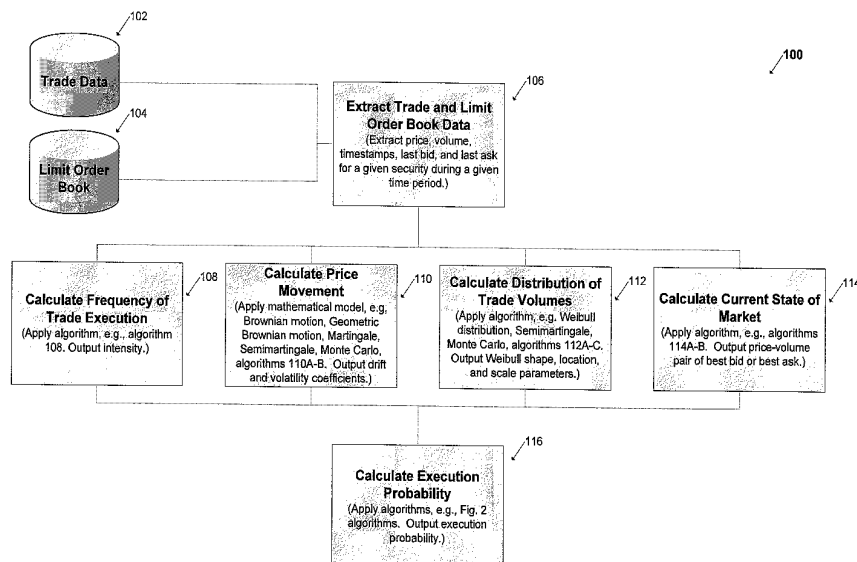 102
Trade Data
104
Limit Order
Book
100
106
Extract Trade and Limit
Order Book Data
(Extract price, volume,
timestamps, last bid, and last ask
for a given security during a given
time period.)
108
Calculate Frequency of
Trade Execution
(Apply algorithm, e.g., algorithm
108. Output intensity.)
110
Calculate Price
Movement
(Apply mathematical model, e.g,
Brownian motion, Geometric
Brownian motion, Martingale,
Semimartingale, Monte Carlo,
algorithms 110A-B. Output drift
and volatility coefficients.)
112
Calculate Distribution of
Trade Volumes
(Apply algorithm, e.g. Weibull
distribution, Semimartingale,
Monte Carlo, algorithms 112A-C.
Output Weibull shape, location,
and scale parameters.)
114
Calculate Current State of
Market
(Apply algorithm, e.g., algorithms
114A-B. Output price-volume
pair of best bid or best ask.)
116
Calculate Execution
Probability
(Apply algorithms, e.g., Fig. 2
algorithms. Output execution
probability.)